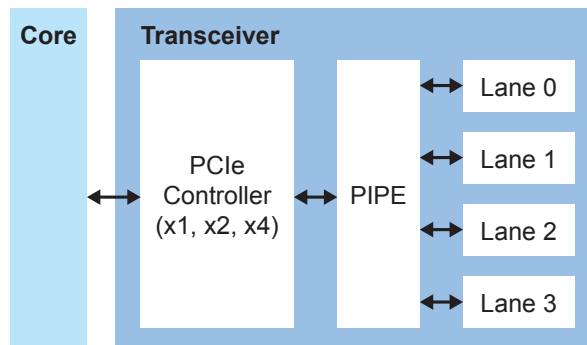 Core
Transceiver
PCIe
Controller
(x1, x2, x4)
PIPE
Lane 0
Lane 1
Lane 2
Lane 3